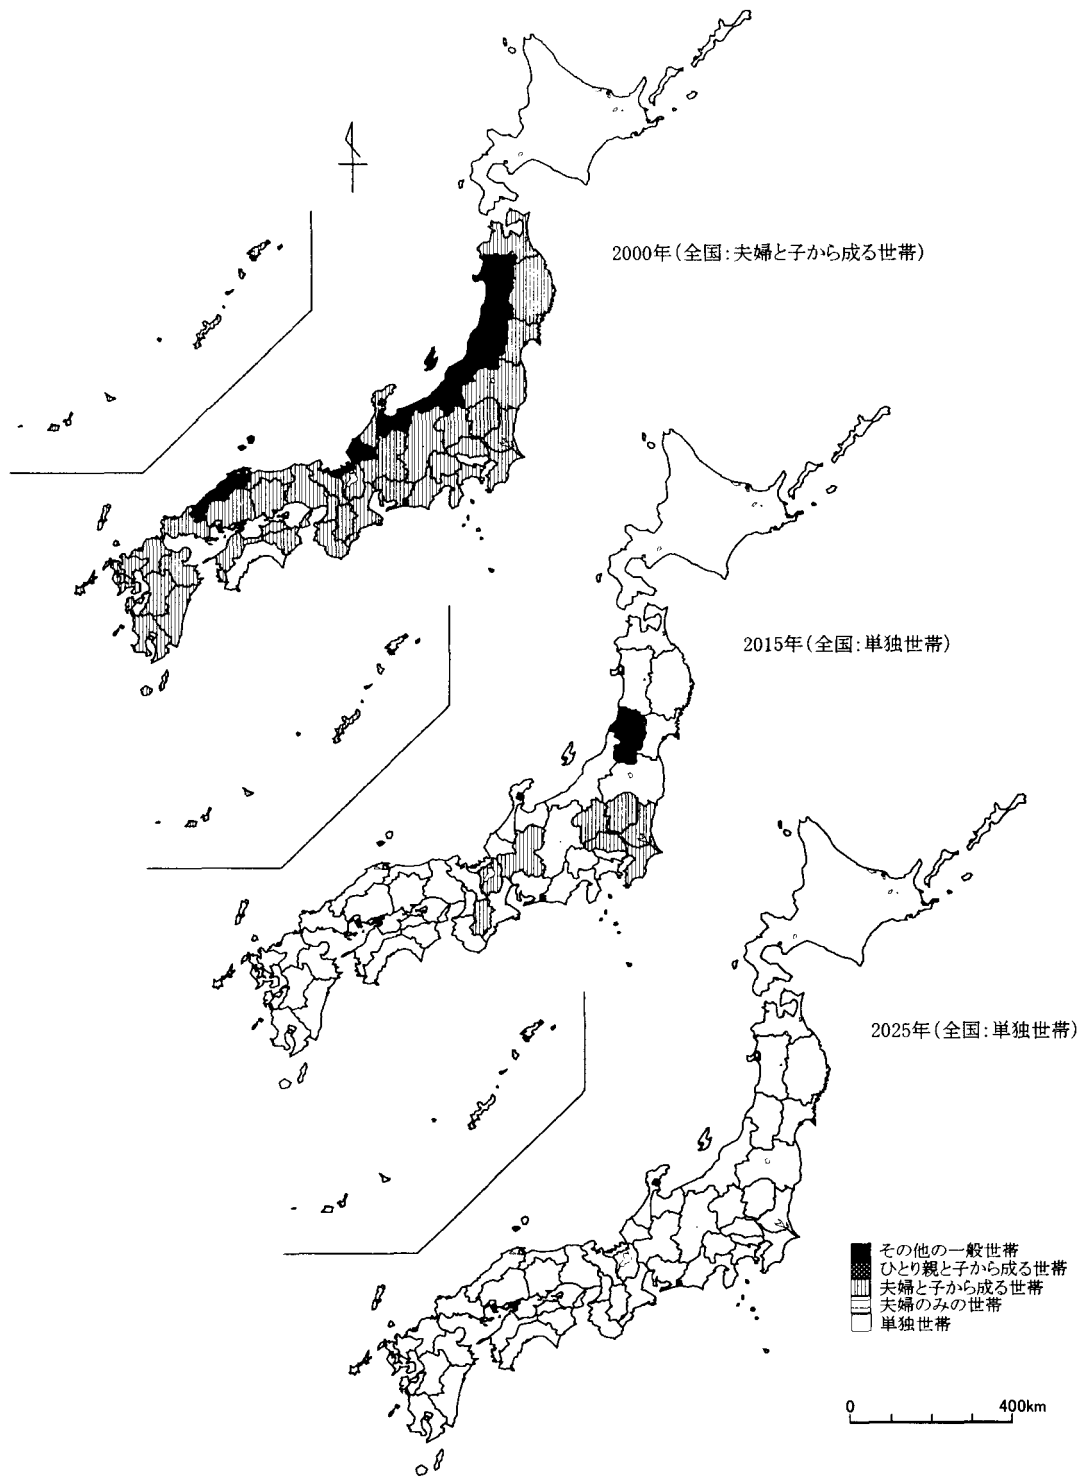 2000年（全国：夫婦と子から成る世帯）
2015年（全国：単独世帯）
2025年（全国：単独世帯）
その他の一般世帯
ひとり親と子から成る世帯
夫婦と子から成る世帯
夫婦のみの世帯
単独世帯
0 400km